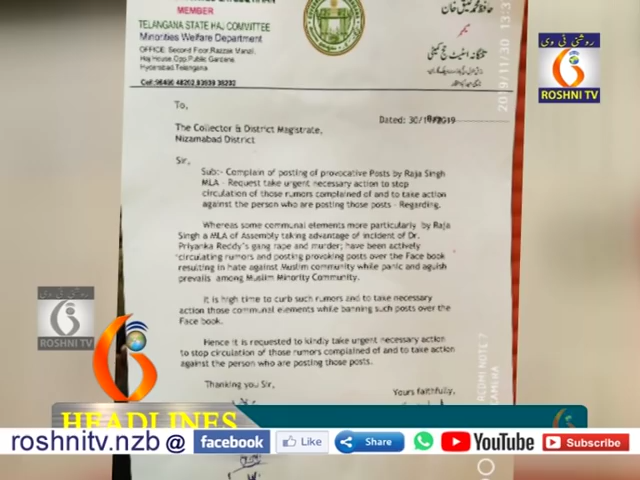 MEMBER
TELANGANA STATE HAJ COMMITTEE
Minorities Welfare Department
OFFICE: Second Floor, Razzak Manzil,
Haj House, Opp. Public Gardens,
Hyderabad. Telangana
حافظ محمد لئیق خان
ممبر
تلنگانہ اسٹیٹ حج کمیٹی
2019/11/30 13:3
روشنی ٹی وی
ROSHNI TV
To,
The Collector & District Magistrate,
Nizamabad District
Sir,
Sub:- Complain of posting of provocative Posts by Raja Singh
MLA - Request take urgent necessary action to stop
circulation of those rumors complained of and to take action
against the person who are posting those posts - Regarding.
Whereas some communal elements more particularly by Raja
Singh a MLA of Assembly taking advantage of incident of Dr.
Priyanka Reddy's gang rape and murder; have been actively
circulating rumors and posting provoking posts over the Face book
resulting in hate against Muslim community while panic and aguish
prevails among Muslim Minority Community.
It is high time to curb such rumors and to take necessary
action those communal elements while banning such posts over the
Face book.
Hence it is requested to kindly take urgent necessary action
to stop circulation of those rumors complained of and to take action
against the person who are posting those posts.
Thanking you Sir,
Yours faithfully,
REDMI NOTE 7
CAMERA
روشنی ٹی وی
ROSHNI TV
HEADLINES
roshnitv.nzb @ facebook Like Share YouTube Subscribe